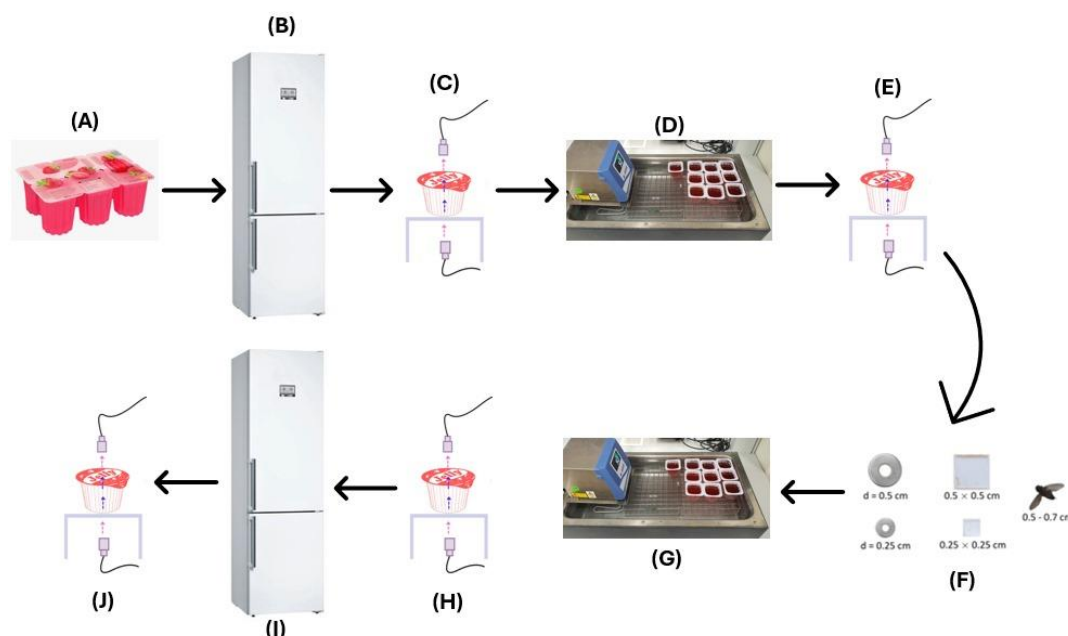 (A)
(B)
(C)
(D)
(E)
d = 0.5 cm
0.5 × 0.5 cm
0.5 - 0.7 c
d = 0.25 cm
0.25 × 0.25 cm
(F)
(G)
(H)
(I)
(J)